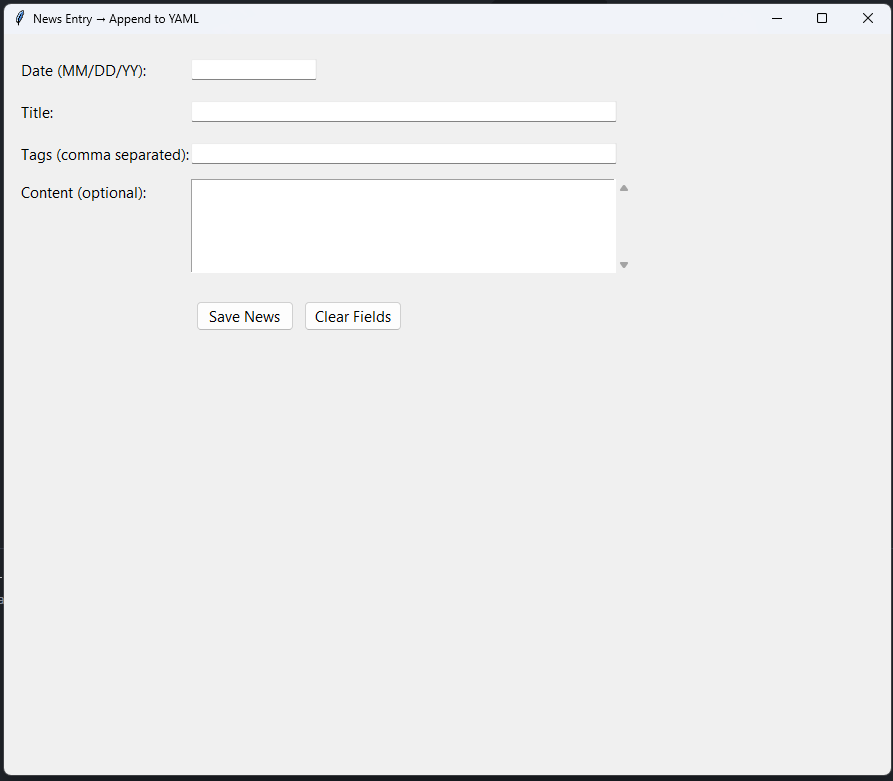 News Entry → Append to YAML
Date (MM/DD/YY):
Title:
Tags (comma separated):
Content (optional):
Save News
Clear Fields